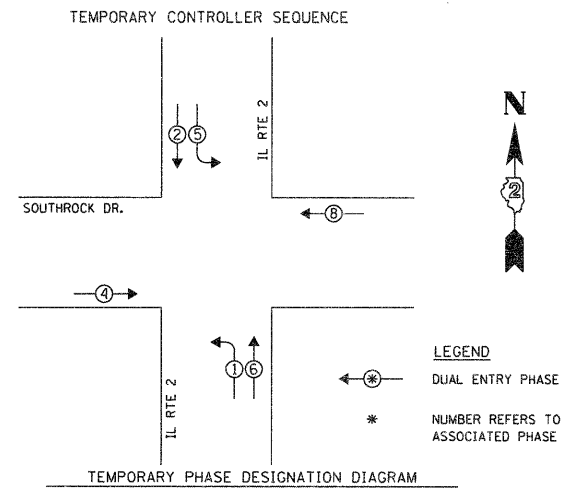 TEMPORARY CONTROLLER SEQUENCE
2 5
IL RTE 2
N
2
SOUTHROCK DR.
8
4
1 6
IL RTE 2
LEGEND
* DUAL ENTRY PHASE
* NUMBER REFERS TO
ASSOCIATED PHASE
TEMPORARY PHASE DESIGNATION DIAGRAM